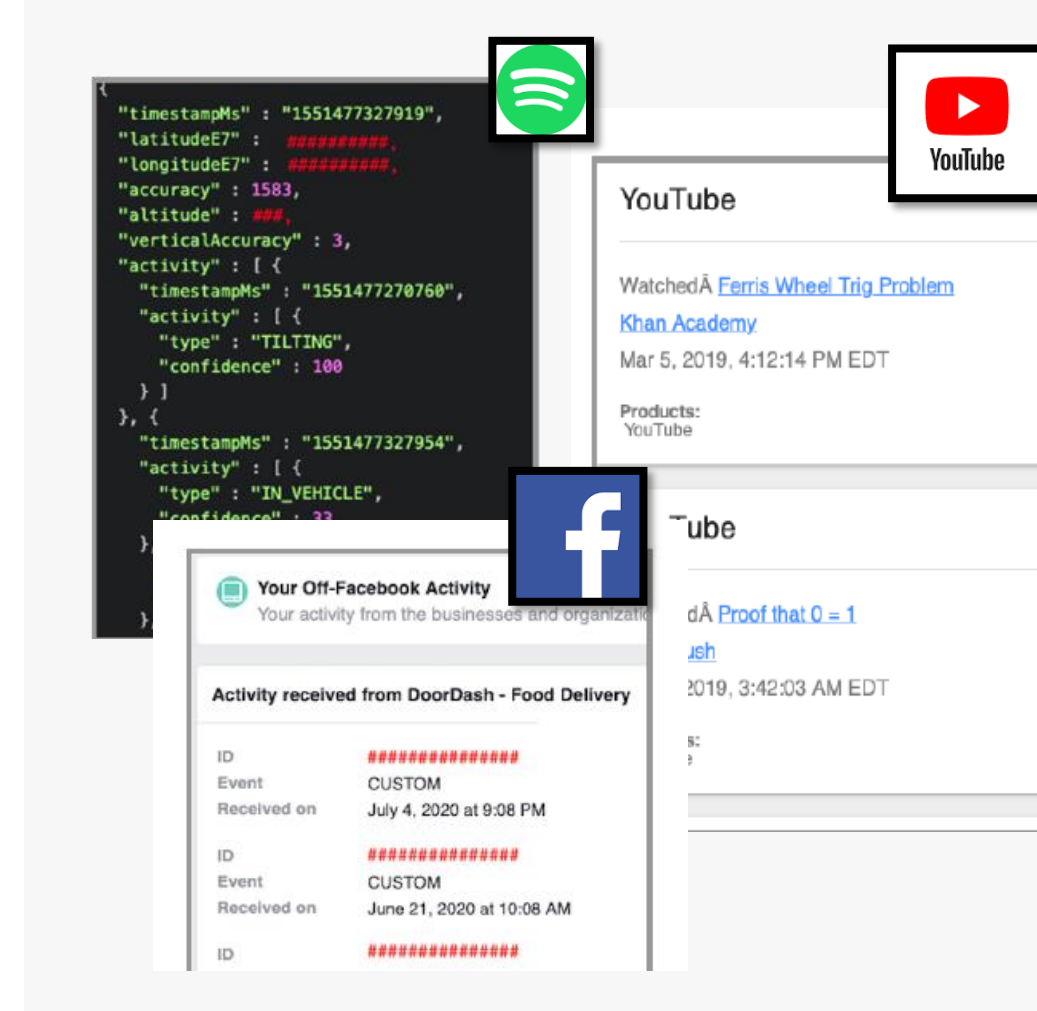 {
"timestampMs" : "1551477327919",
"latitudeE7" : ##########,
"longitudeE7" : ##########,
"accuracy" : 1583,
"altitude" : ###,
"verticalAccuracy" : 3,
"activity" : [ {
"timestampMs" : "1551477270760",
"activity" : [ {
"type" : "TILTING",
"confidence" : 100
} ]
}, {
"timestampMs" : "1551477327954",
"activity" : [ {
"type" : "IN_VEHICLE",
"confidence" : 33
}
}
YouTube
YouTube
WatchedÂ Ferris Wheel Trig Problem
Khan Academy
Mar 5, 2019, 4:12:14 PM EDT
Products:
YouTube
Tube
dÂ Proof that 0 = 1
ush
2019, 3:42:03 AM EDT
s:
e
Your Off-Facebook Activity
Your activity from the businesses and organizatio
Activity received from DoorDash - Food Delivery
ID ###############
Event CUSTOM
Received on July 4, 2020 at 9:08 PM
ID ###############
Event CUSTOM
Received on June 21, 2020 at 10:08 AM
ID ###############